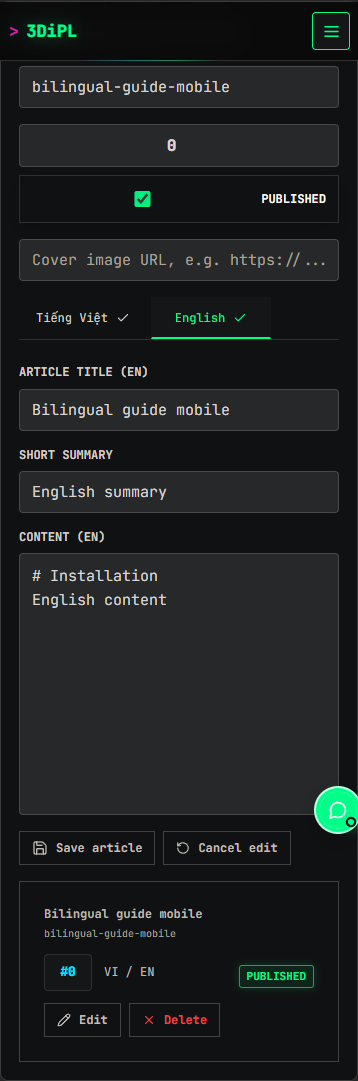 > 3DiPL
bilingual-guide-mobile
0
PUBLISHED
Cover image URL, e.g. https://...
Tiếng Việt ✓ English ✓
ARTICLE TITLE (EN)
Bilingual guide mobile
SHORT SUMMARY
English summary
CONTENT (EN)
# Installation
English content
Save article Cancel edit
Bilingual guide mobile
bilingual-guide-mobile
#0 VI / EN PUBLISHED
Edit Delete